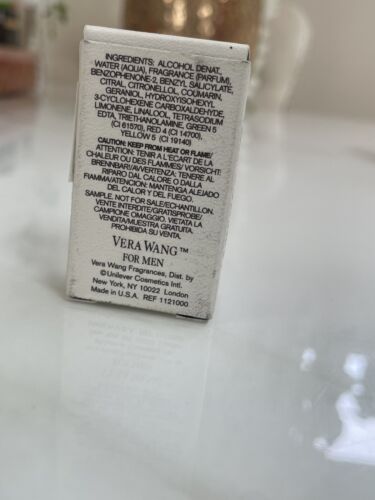 INGREDIENTS: ALCOHOL DENAT.,
WATER (AQUA), FRAGRANCE (PARFUM),
BENZOPHENONE-2, BENZYL SALICYLATE,
CITRAL, CITRONELLOL, COUMARIN,
GERANIOL, HYDROXYISOHEXYL
3-CYCLOHEXENE CARBOXALDEHYDE,
LIMONENE, LINALOOL, TETRASODIUM
EDTA, TRIETHANOLAMINE, GREEN 5
(CI 61570), RED 4 (CI 14700),
YELLOW 5 (CI 19140)
CAUTION: KEEP FROM HEAT OR FLAME/
ATTENTION: TENIR A L'ECART DE LA
CHALEUR OU DES FLAMMES/ VORSICHT:
BRENNBAR/AVVERTENZA: TENERE AL
RIPARO DAL CALORE O DALLA
FIAMMA/ATENCION: MANTENGA ALEJADO
DEL CALOR Y DEL FUEGO.
SAMPLE, NOT FOR SALE/ECHANTILLON.
VENTE INTERDITE/GRATISPROBE/
CAMPIONE OMAGGIO. VIETATA LA
VENDITA/MUESTRA GRATUITA.
PROHIBIDA SU VENTA.
VERA WANG™
FOR MEN
Vera Wang Fragrances, Dist. by
©Unilever Cosmetics Intl.
New York, NY 10022 London
Made in U.S.A. REF 1121000